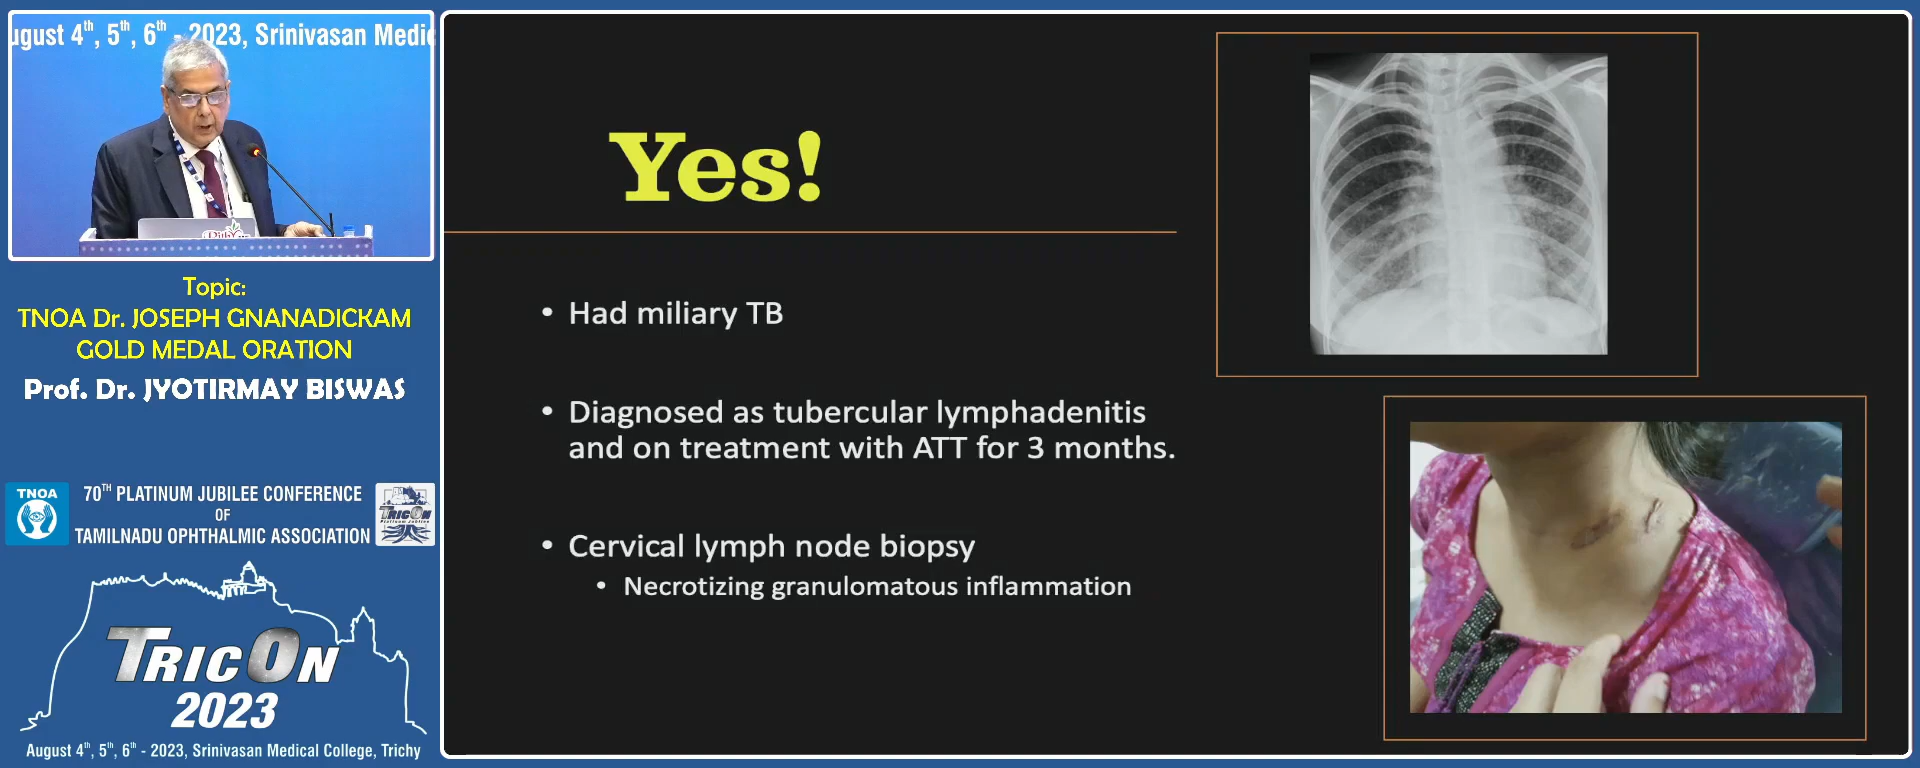 ugust 4th, 5th, 6th - 2023, Srinivasan Medic
Topic:
TNOA Dr. JOSEPH GNANADICKAM
GOLD MEDAL ORATION
Prof. Dr. JYOTIRMAY BISWAS
TNOA
70TH PLATINUM JUBILEE CONFERENCE
OF
TAMILNADU OPHTHALMIC ASSOCIATION
TRICON
Platinum Jubilee
TRICON
2023
August 4th, 5th, 6th - 2023, Srinivasan Medical College, Trichy
Yes!
• Had miliary TB
• Diagnosed as tubercular lymphadenitis
and on treatment with ATT for 3 months.
• Cervical lymph node biopsy
• Necrotizing granulomatous inflammation